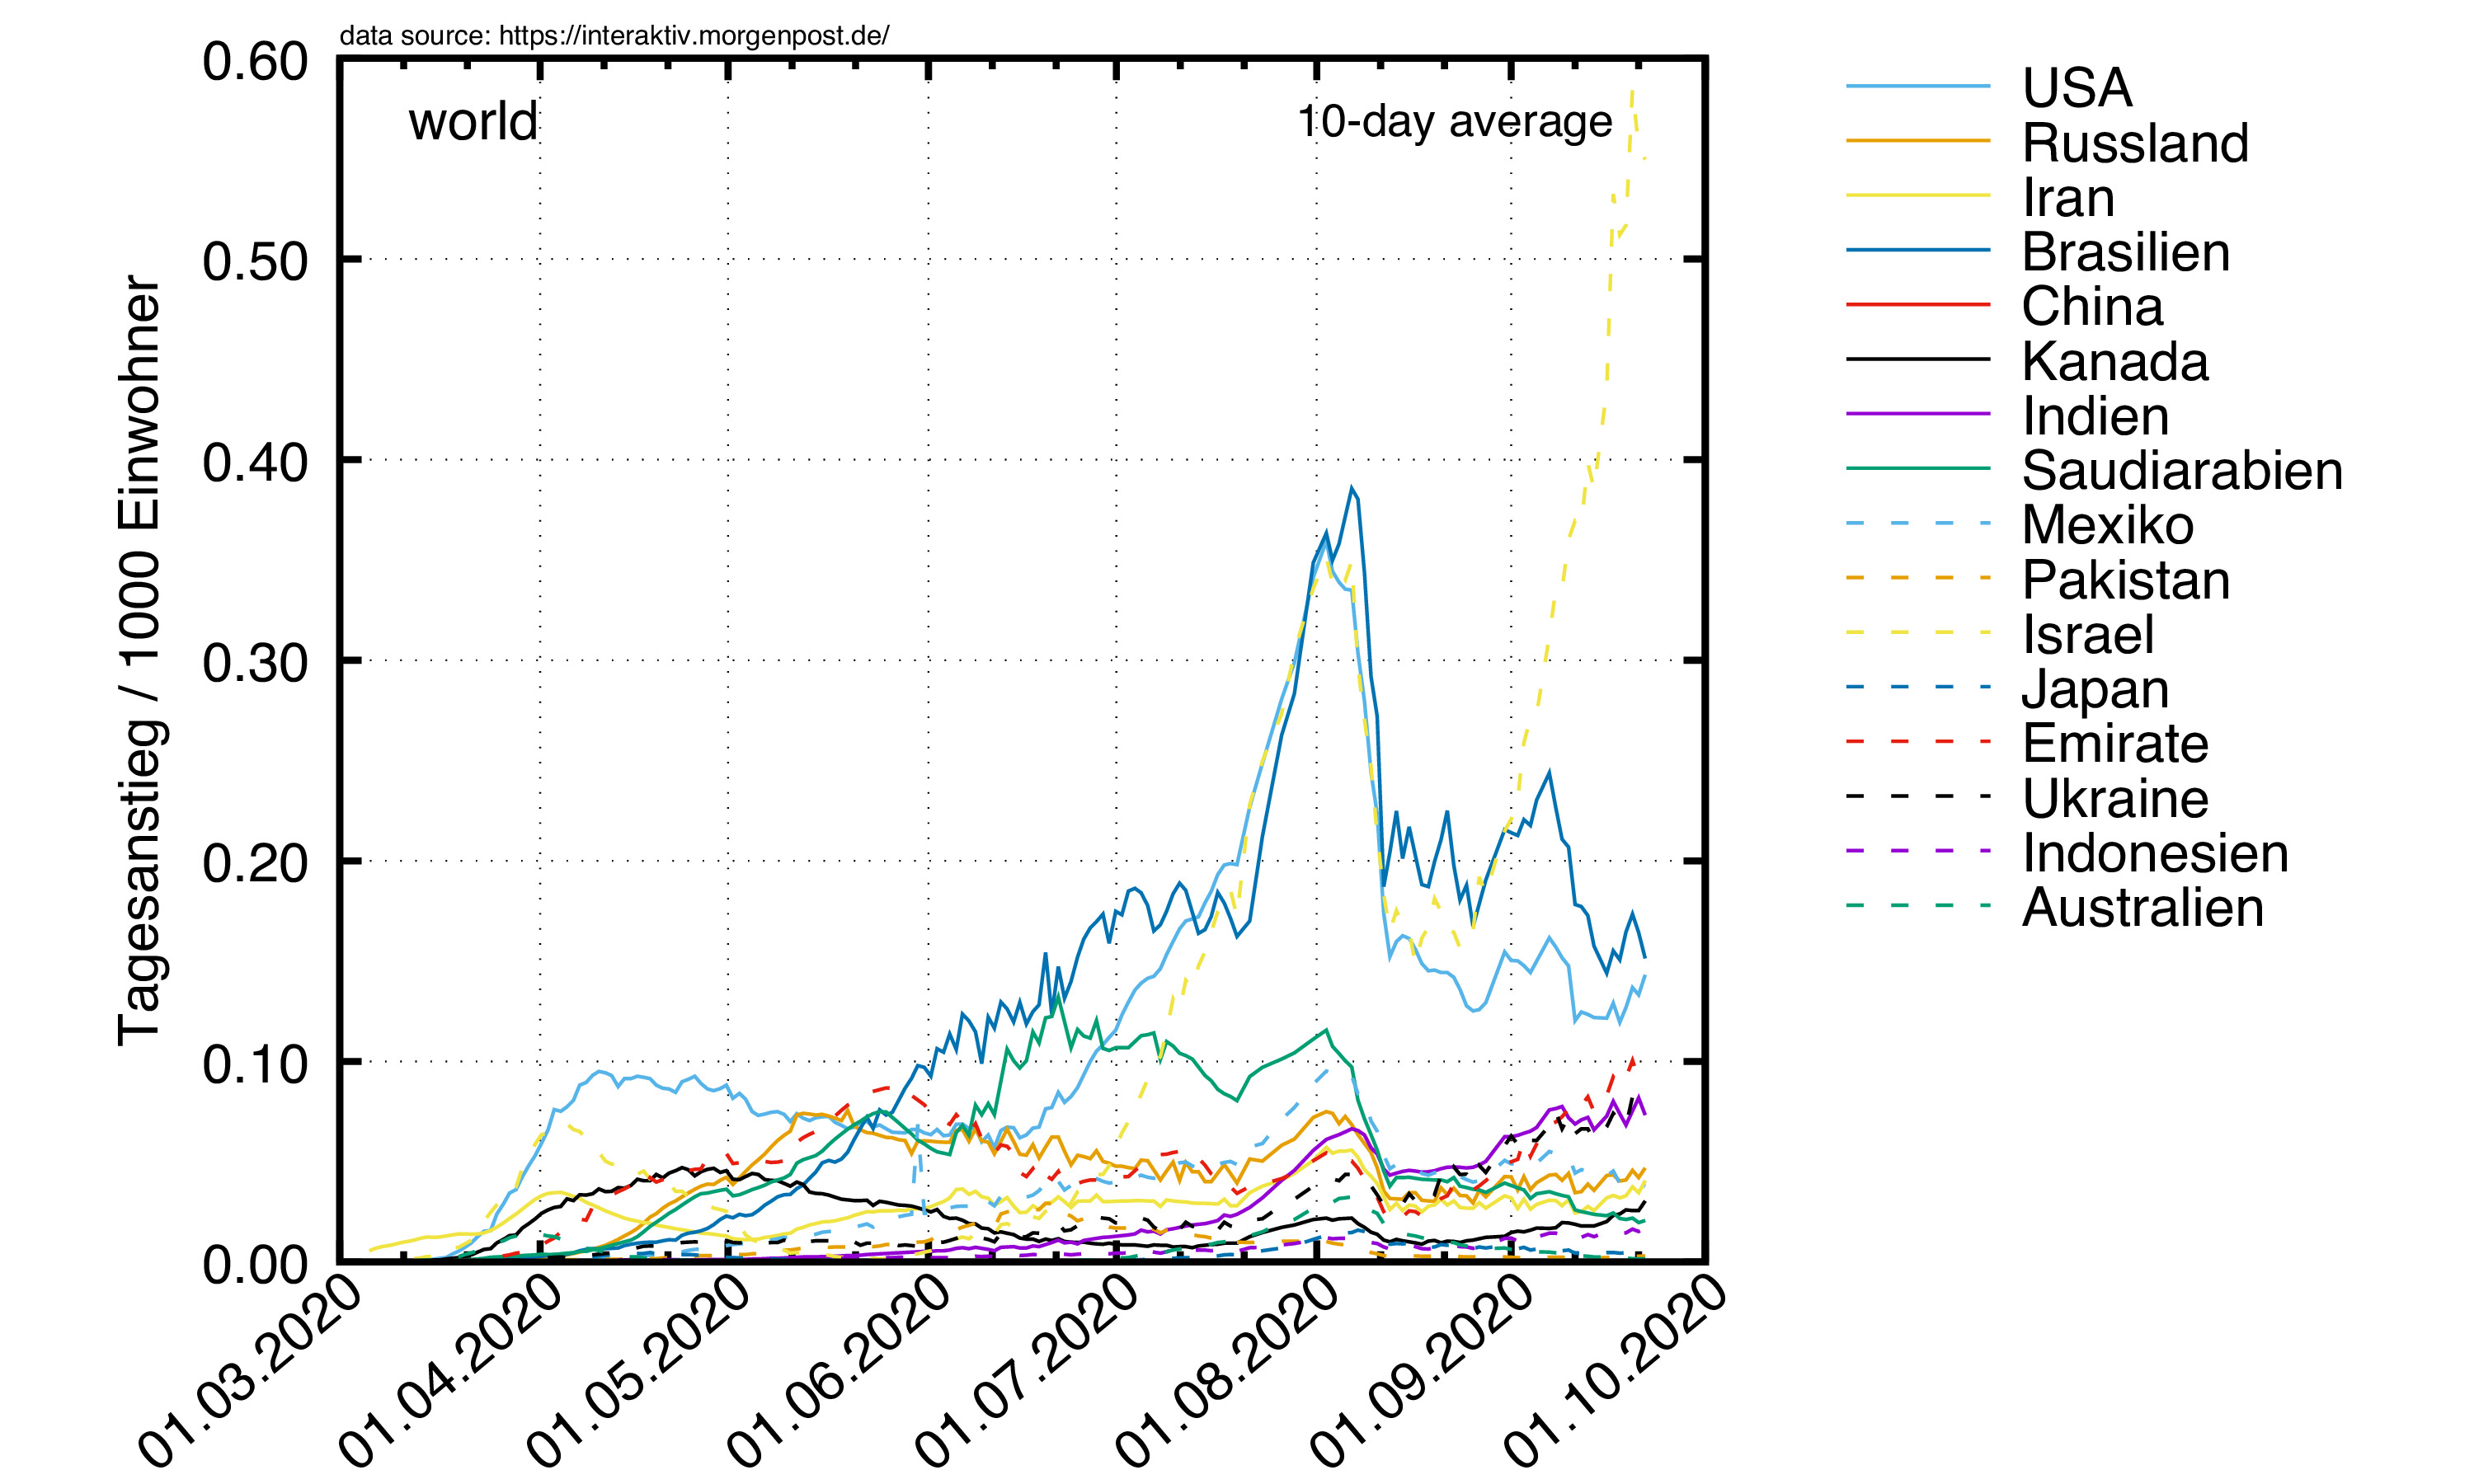 data source: https://interaktiv.morgenpost.de/
world
10-day average
Tagesanstieg / 1000 Einwohner
0.60
0.50
0.40
0.30
0.20
0.10
0.00
01.03.2020
01.04.2020
01.05.2020
01.06.2020
01.07.2020
01.08.2020
01.09.2020
01.10.2020
USA
Russland
Iran
Brasilien
China
Kanada
Indien
Saudiarabien
Mexiko
Pakistan
Israel
Japan
Emirate
Ukraine
Indonesien
Australien